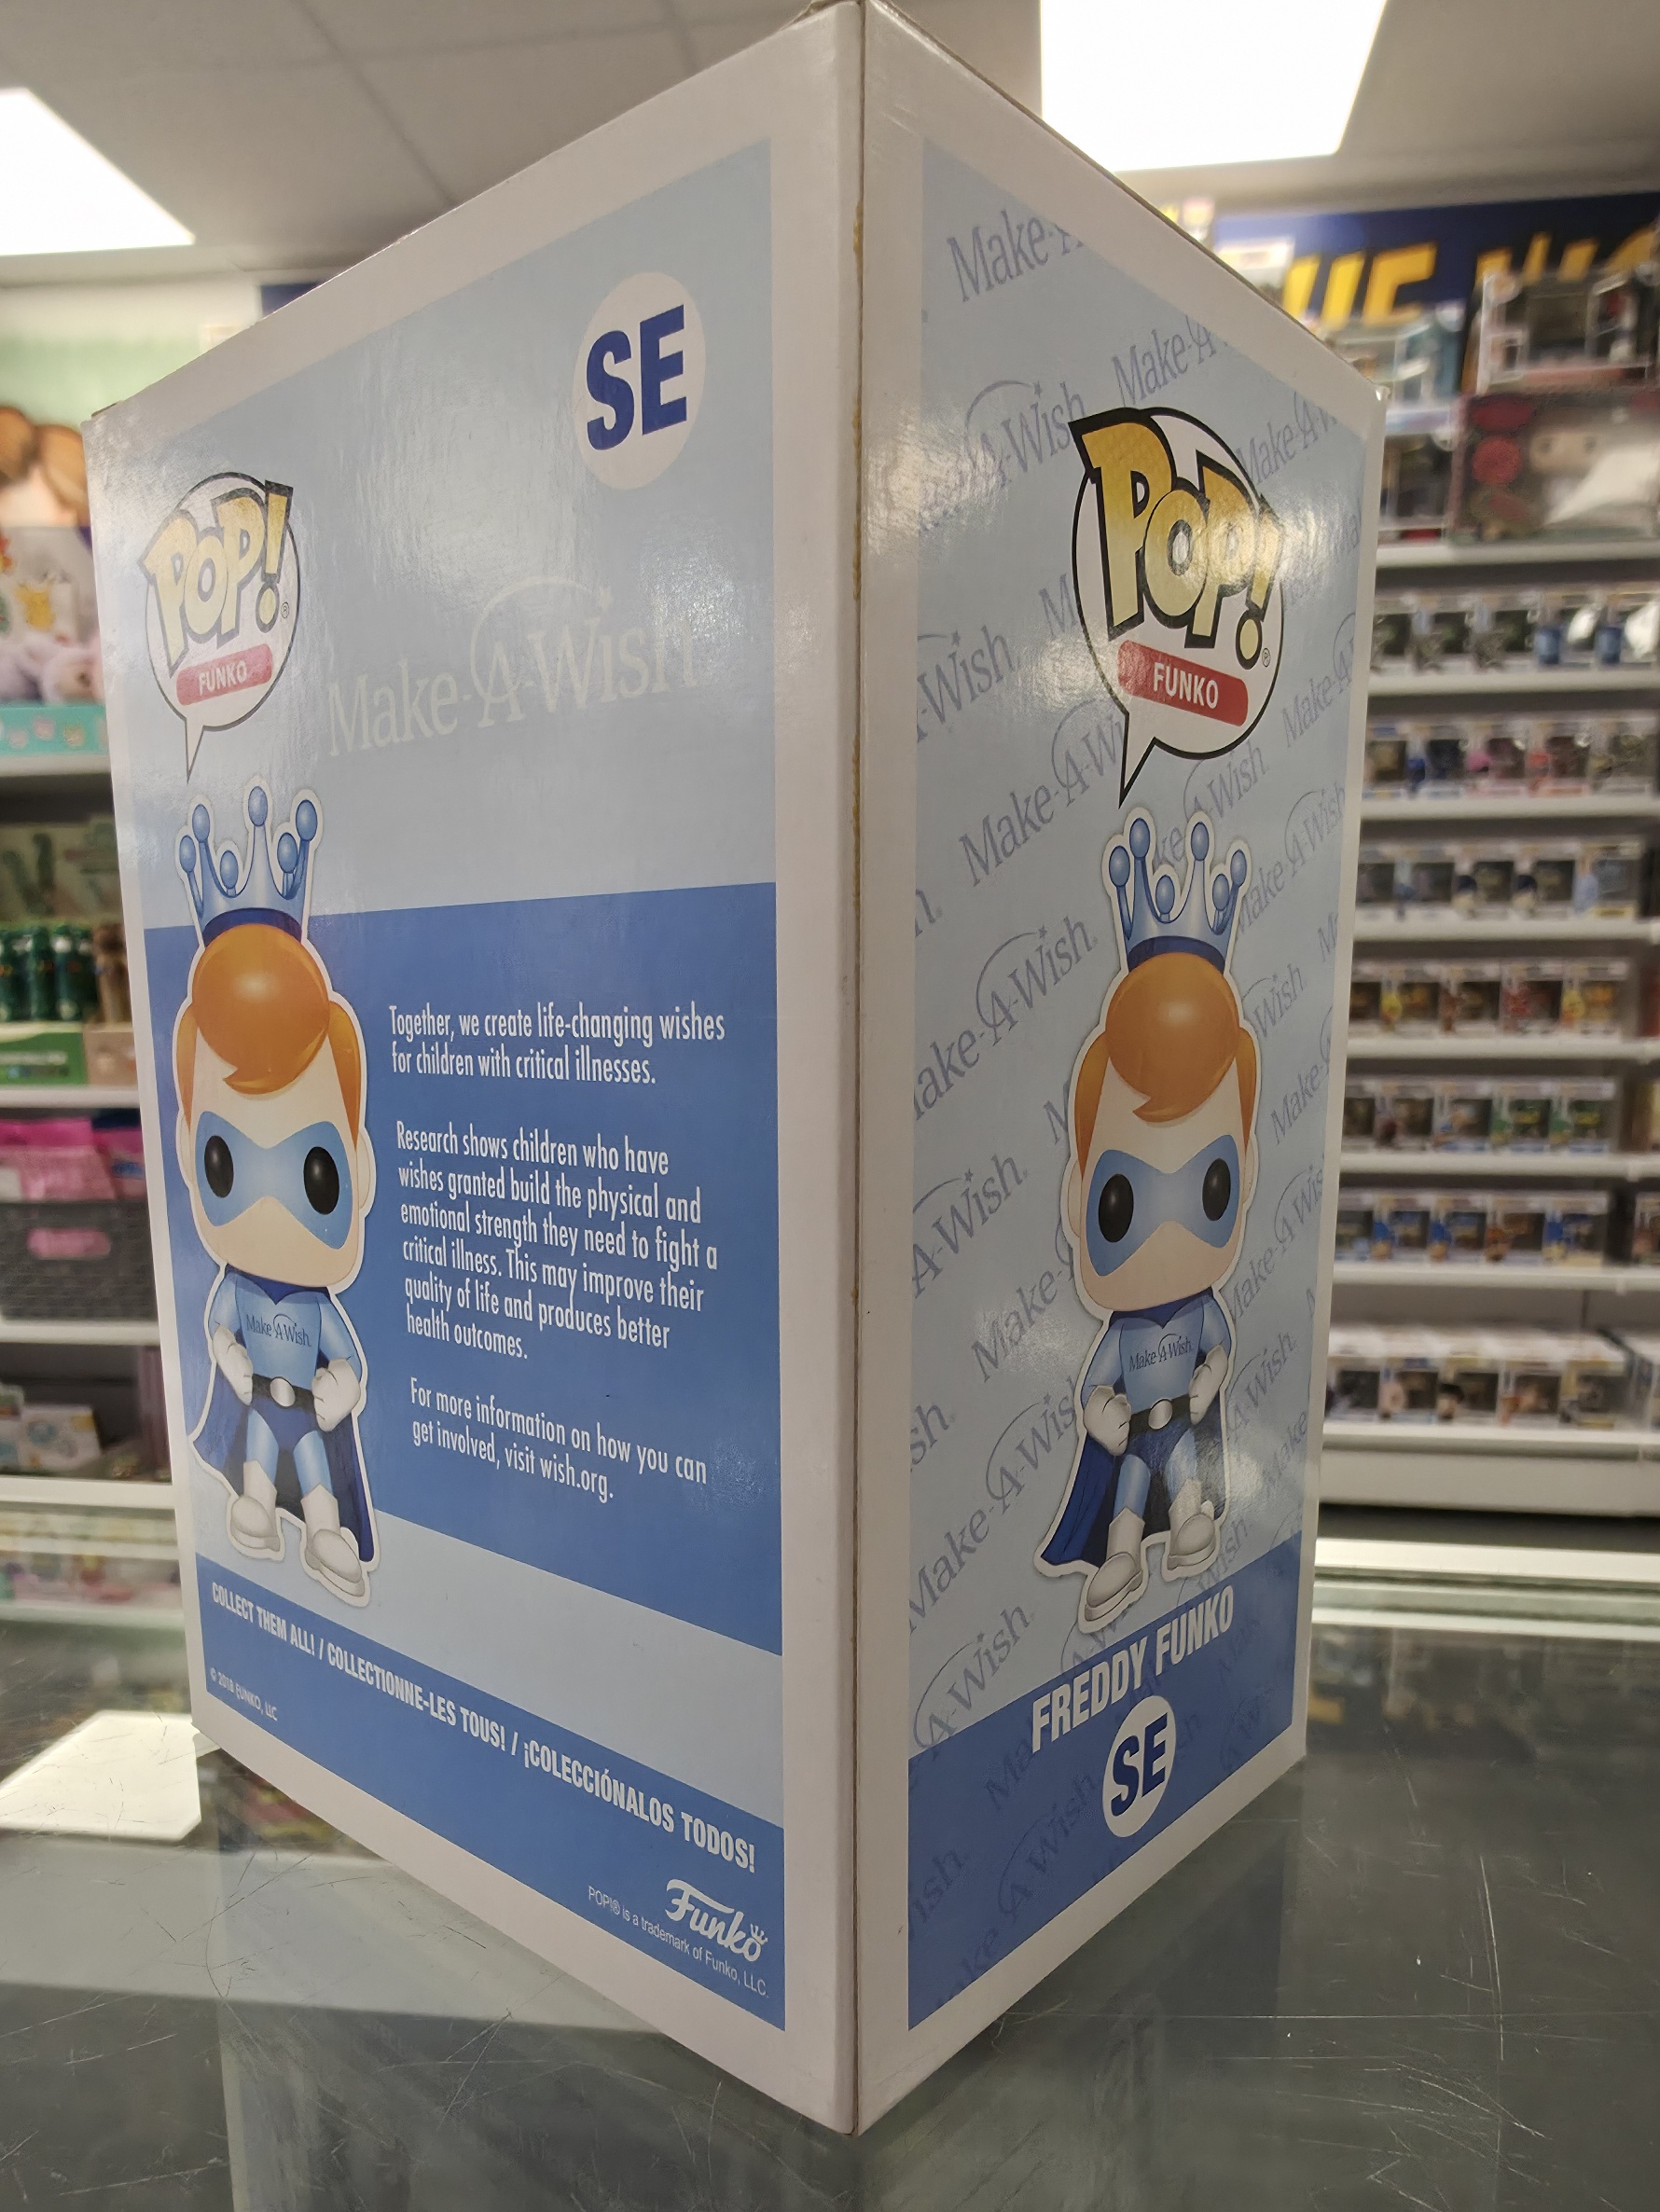 SE
POP!®
FUNKO
Make-A-Wish
Together, we create life-changing wishes
for children with critical illnesses.
Research shows children who have
wishes granted build the physical and
emotional strength they need to fight a
critical illness. This may improve their
quality of life and produces better
health outcomes.
For more information on how you can
get involved, visit wish.org.
Make-A-Wish.
COLLECT THEM ALL! / COLLECTIONNE-LES TOUS! / ¡COLECCIÓNALOS TODOS!
© 2018 FUNKO, LLC
Funko
POP!® is a trademark of Funko, LLC.
Make-A-Wish
POP!®
FUNKO
Make-A-Wish.
Make-A-Wish.
FREDDY FUNKO
SE